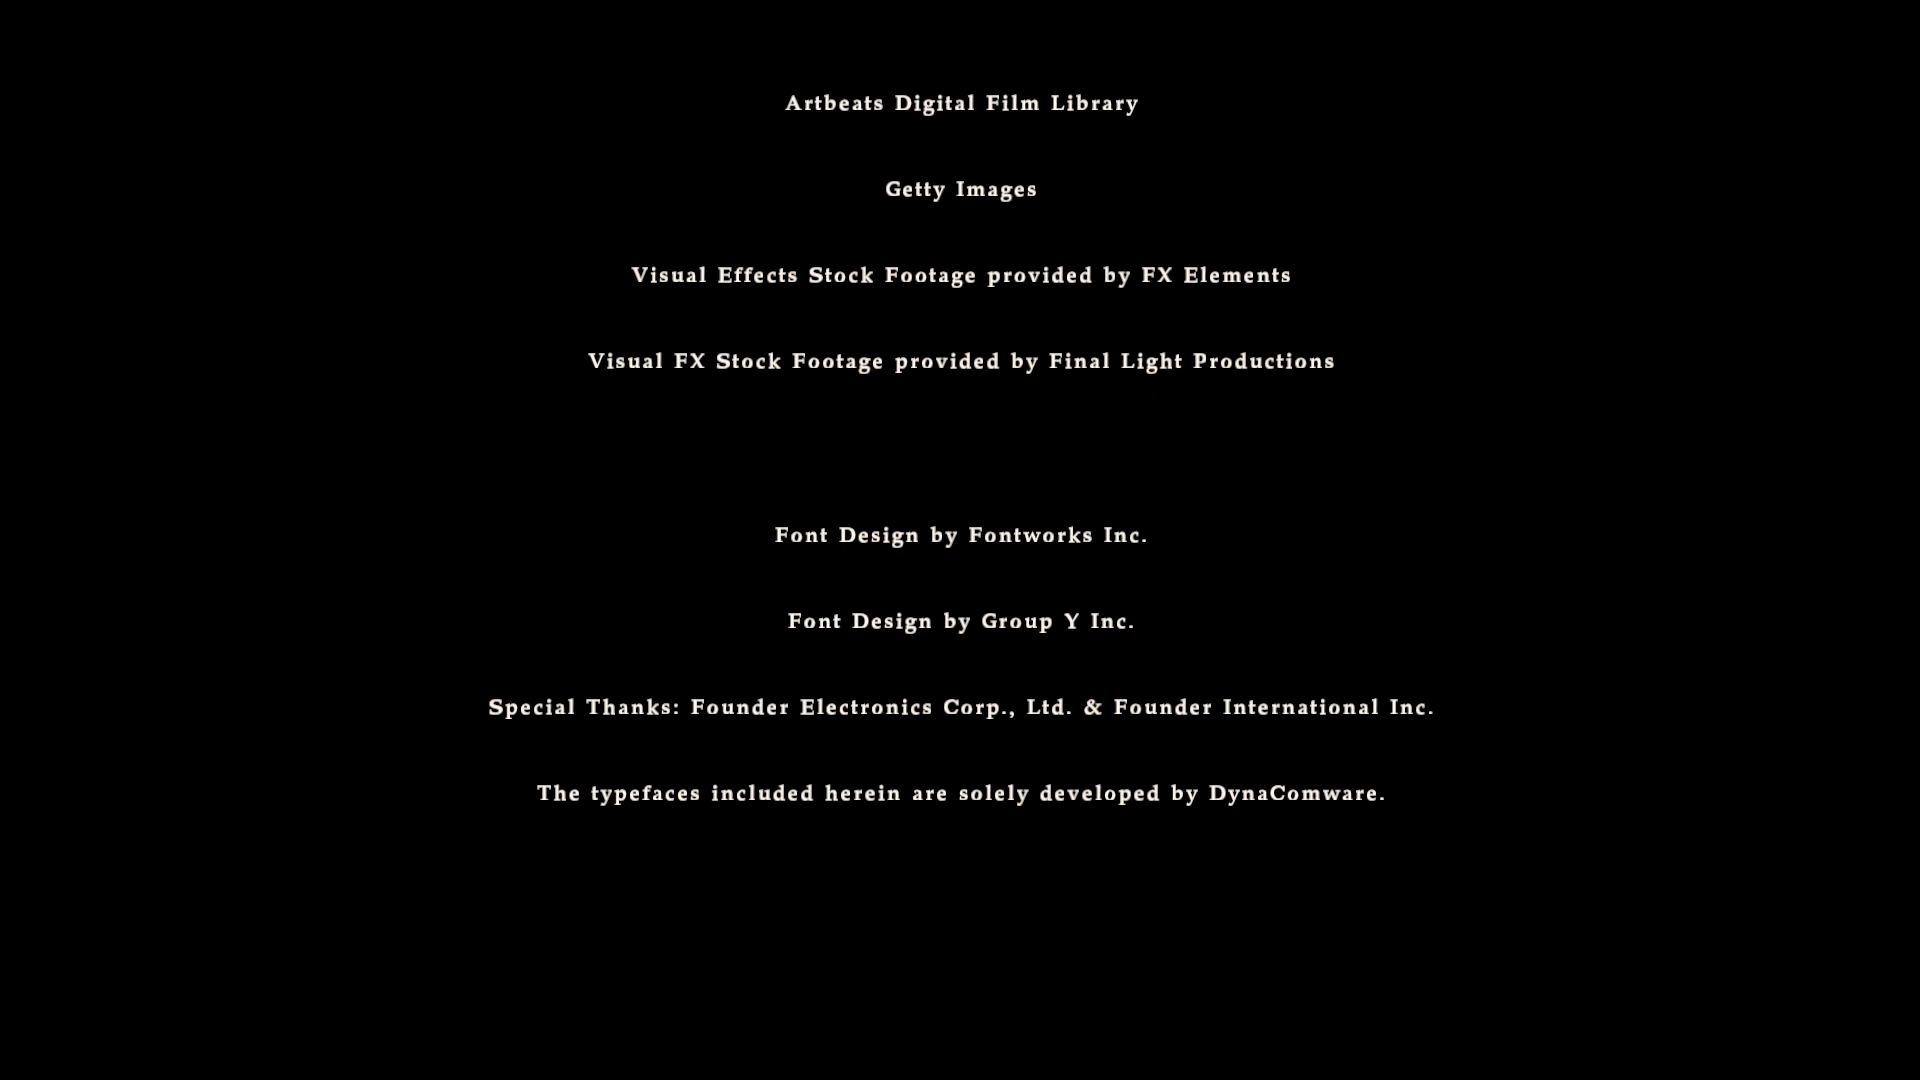 Artbeats Digital Film Library
Getty Images
Visual Effects Stock Footage provided by FX Elements
Visual FX Stock Footage provided by Final Light Productions
Font Design by Fontworks Inc.
Font Design by Group Y Inc.
Special Thanks: Founder Electronics Corp., Ltd. & Founder International Inc.
The typefaces included herein are solely developed by DynaComware.